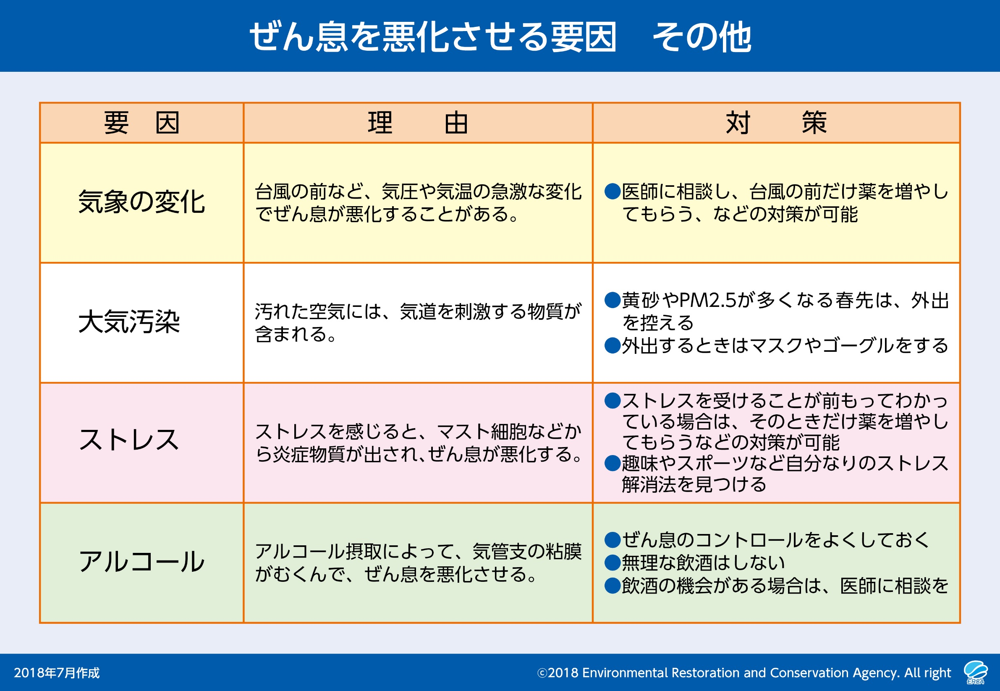 ぜん息を悪化させる要因　その他
要　因
理　　由
対　　策
気象の変化
台風の前など、気圧や気温の急激な変化
でぜん息が悪化することがある。
●医師に相談し、台風の前だけ薬を増やし
てもらう、などの対策が可能
大気汚染
汚れた空気には、気道を刺激する物質が
含まれる。
●黄砂やPM2.5が多くなる春先は、外出
を控える
●外出するときはマスクやゴーグルをする
ストレス
ストレスを感じると、マスト細胞などか
ら炎症物質が出され、ぜん息が悪化する。
●ストレスを受けることが前もってわかっ
ている場合は、そのときだけ薬を増やし
てもらうなどの対策が可能
●趣味やスポーツなど自分なりのストレス
解消法を見つける
アルコール
アルコール摂取によって、気管支の粘膜
がむくんで、ぜん息を悪化させる。
●ぜん息のコントロールをよくしておく
●無理な飲酒はしない
●飲酒の機会がある場合は、医師に相談を
2018年7月作成
©2018 Environmental Restoration and Conservation Agency. All right
ERCA